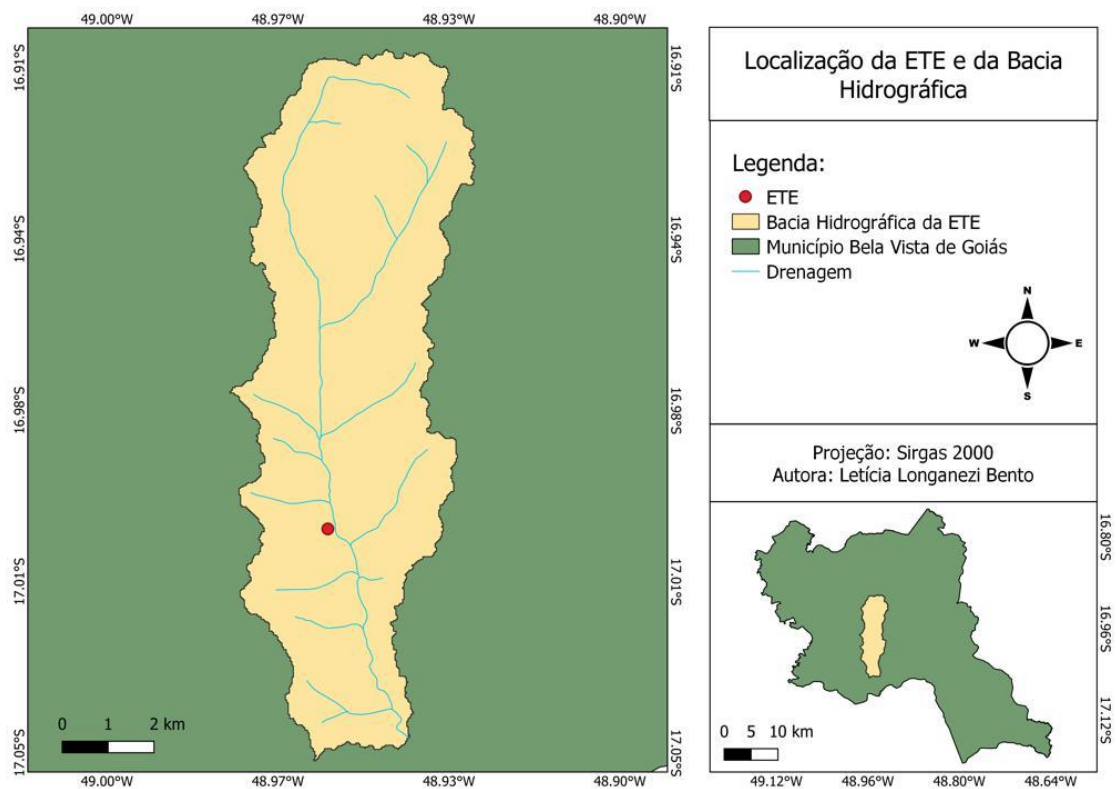 49.00°W 48.97°W 48.93°W 48.90°W
16.91°S
16.94°S
16.98°S
17.01°S
17.05°S
16.91°S
16.94°S
16.98°S
17.01°S
17.05°S
0 1 2 km
49.00°W 48.97°W 48.93°W 48.90°W
Localização da ETE e da Bacia
Hidrográfica
Legenda:
ETE
Bacia Hidrográfica da ETE
Município Bela Vista de Goiás
Drenagem
N
W E
S
Projeção: Sirgas 2000
Autora: Letícia Longanezi Bento
16.80°S
16.96°S
17.12°S
0 5 10 km
49.12°W 48.96°W 48.80°W 48.64°W